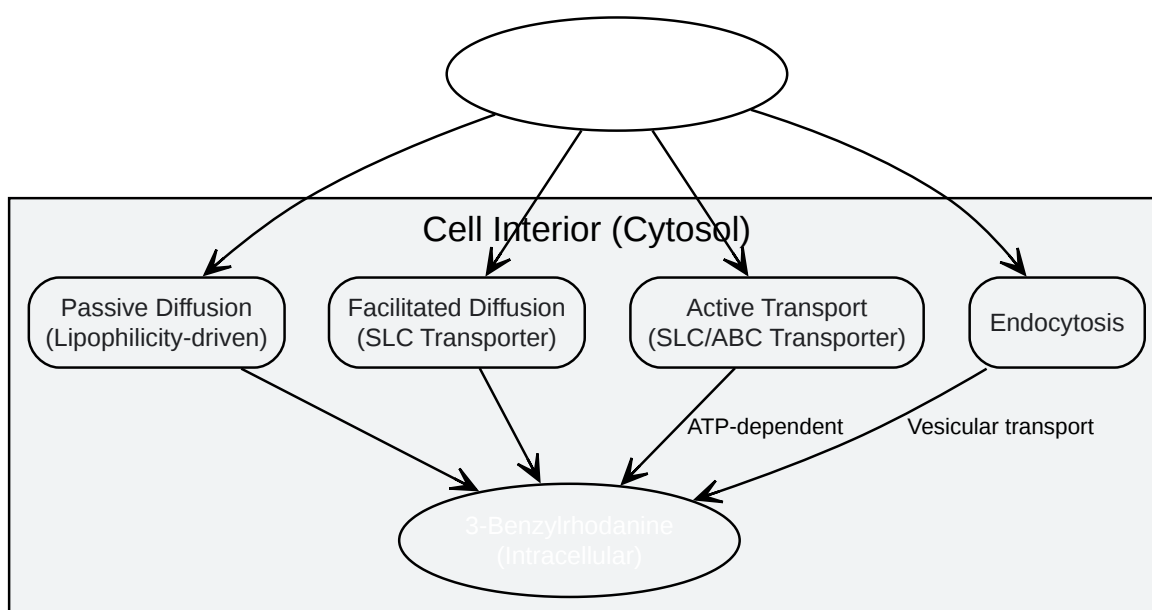 Cell Interior (Cytosol)
Passive Diffusion
(Lipophilicity-driven)
Facilitated Diffusion
(SLC Transporter)
Active Transport
(SLC/ABC Transporter)
Endocytosis
ATP-dependent
Vesicular transport
3-Benzylrhodanine
(Intracellular)